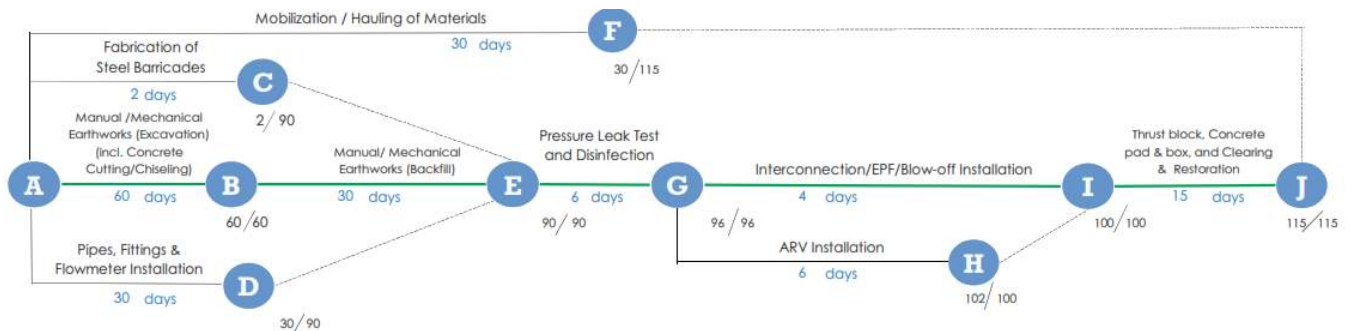 Mobilization / Hauling of Materials
F
30 days
30/115
Fabrication of
Steel Barricades
C
2 days
2/90
Manual /Mechanical
Earthworks (Excavation)
(incl. Concrete
Cutting/Chiseling)
A
60 days
B
60/60
Manual/ Mechanical
Earthworks (Backfill)
30 days
E
90/90
Pressure Leak Test
and Disinfection
6 days
G
96/96
Interconnection/EPF/Blow-off Installation
4 days
I
100/100
Thrust block, Concrete
pad & box, and Clearing
& Restoration
15 days
J
115/115
Pipes, Fittings &
Flowmeter Installation
30 days
D
30/90
ARV Installation
6 days
H
102/100